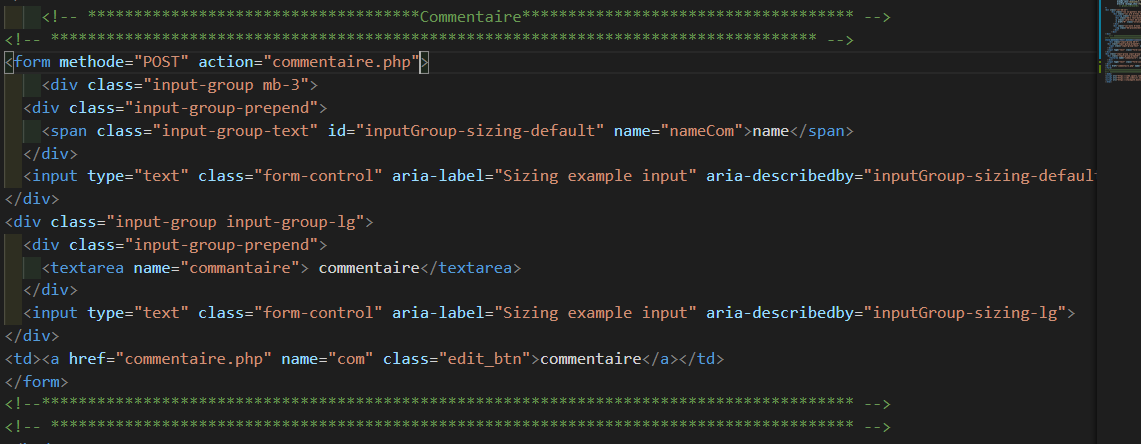 <!-- ************************************Commentaire************************************ -->
<!-- *********************************************************************************** -->
<form methode="POST" action="commentaire.php">
<div class="input-group mb-3">
<div class="input-group-prepend">
<span class="input-group-text" id="inputGroup-sizing-default" name="nameCom">name</span>
</div>
<input type="text" class="form-control" aria-label="Sizing example input" aria-describedby="inputGroup-sizing-defaul
</div>
<div class="input-group input-group-lg">
<div class="input-group-prepend">
<textarea name="commantaire"> commentaire</textarea>
</div>
<input type="text" class="form-control" aria-label="Sizing example input" aria-describedby="inputGroup-sizing-lg">
</div>
<td><a href="commentaire.php" name="com" class="edit_btn">commentaire</a></td>
</form>
<!--**************************************************************************************** -->
<!-- *************************************************************************************** -->